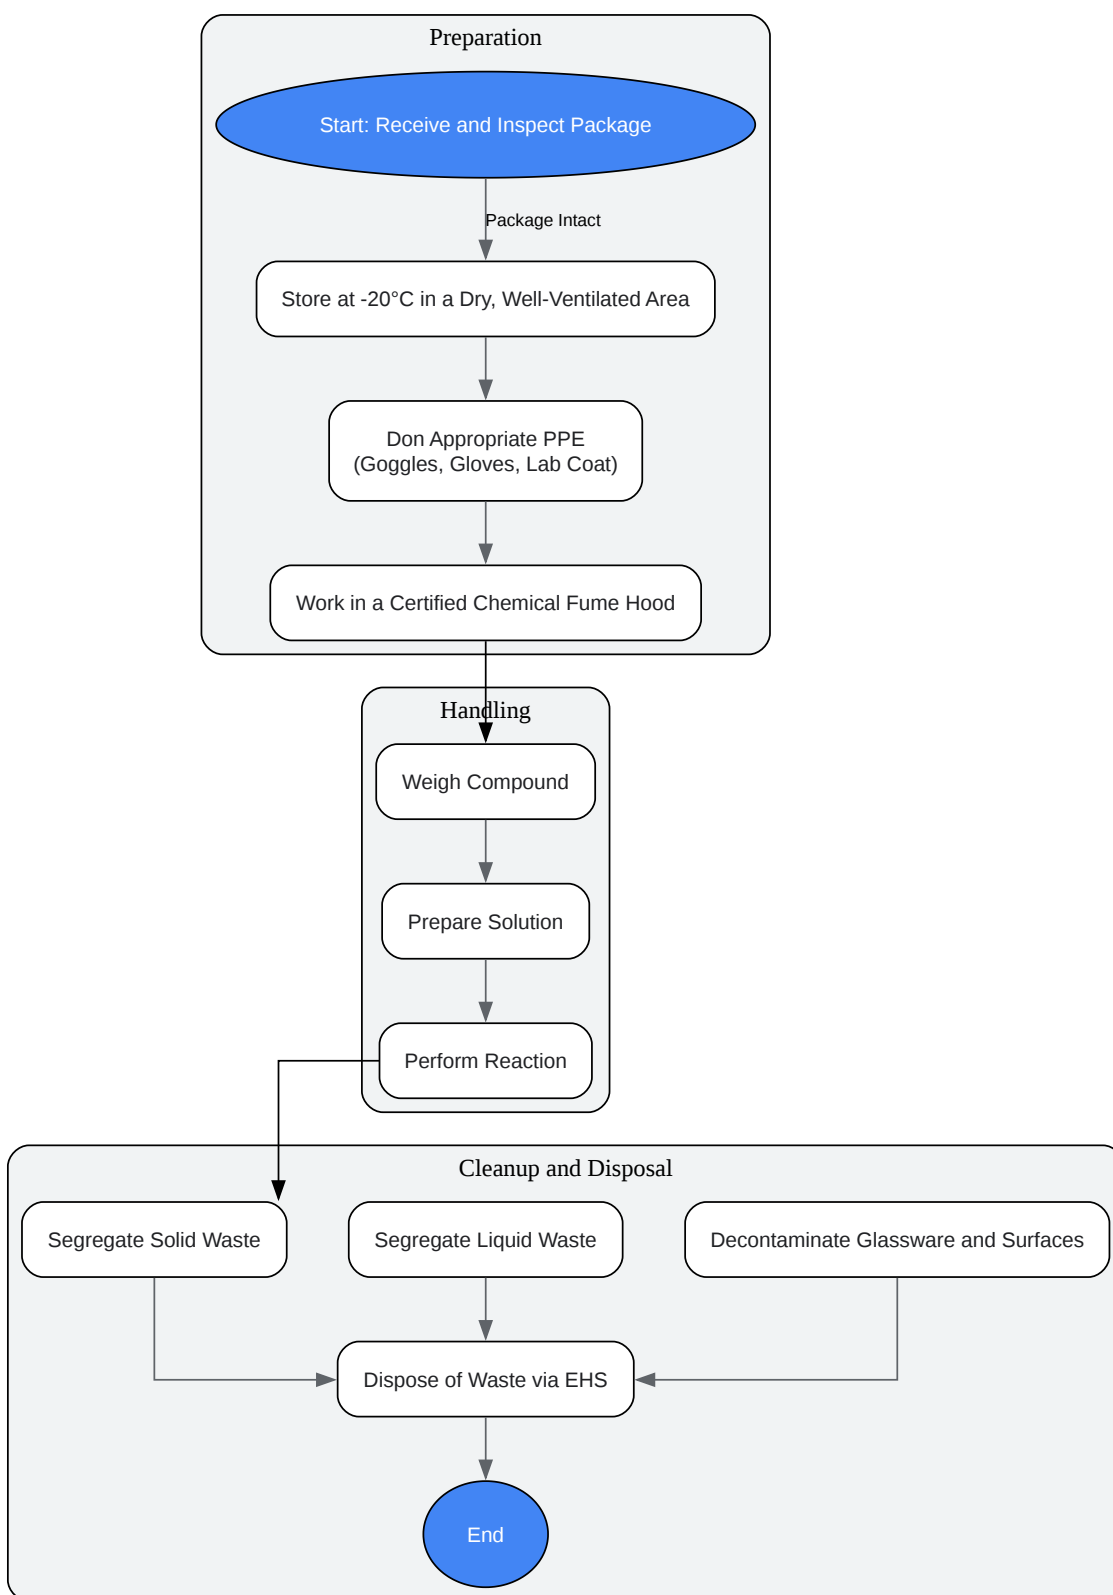 Preparation
Start: Receive and Inspect Package
Package Intact
Store at -20°C in a Dry, Well-Ventilated Area
Don Appropriate PPE
(Goggles, Gloves, Lab Coat)
Work in a Certified Chemical Fume Hood
Handling
Weigh Compound
Prepare Solution
Perform Reaction
Cleanup and Disposal
Segregate Solid Waste
Segregate Liquid Waste
Decontaminate Glassware and Surfaces
Dispose of Waste via EHS
End